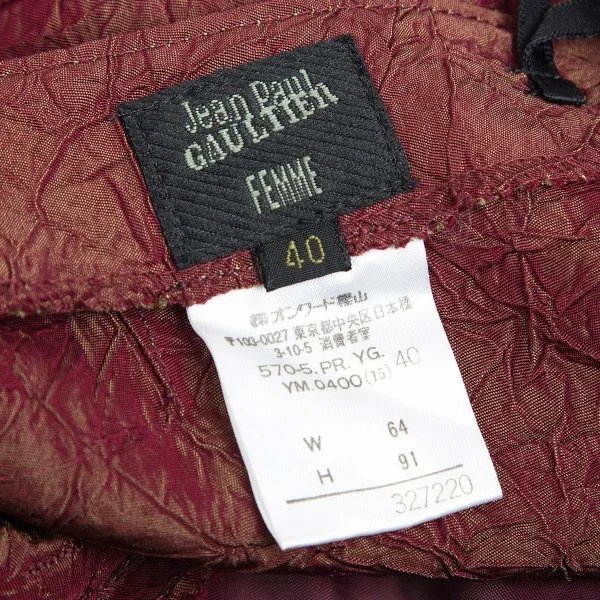 Jean Paul
GAULTIER
FEMME
40
㈱オンワード樫山
〒103-0027 東京都中央区日本橋
3-10-5 消費者室
570-5.PR.YG. 40
YM.0400(15)
W 64
H 91
327220